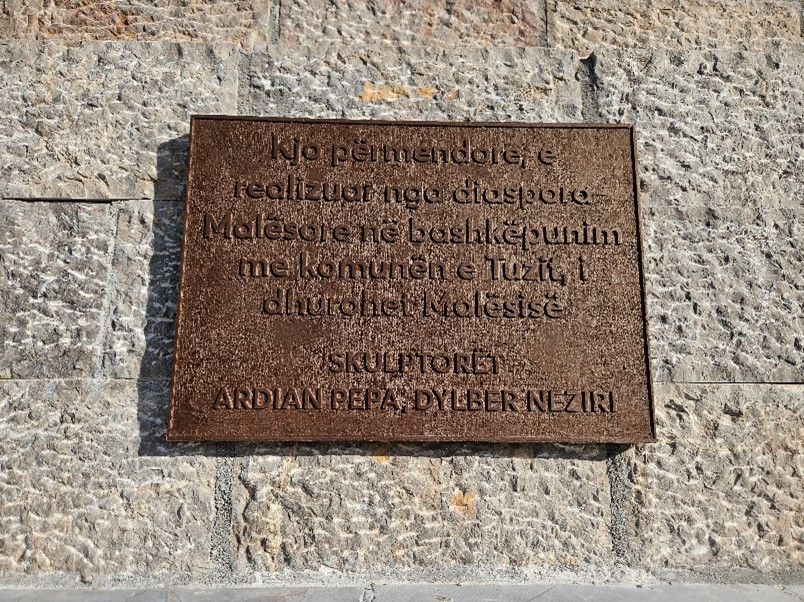 kjo përmendore, e
realizuar nga diaspora
Malësore në bashkëpunim
me komunën e Tuzit, i
dhurohet Malësisë
SKULPTORËT
ARDIAN PEPA, DYLBER NEZIRI